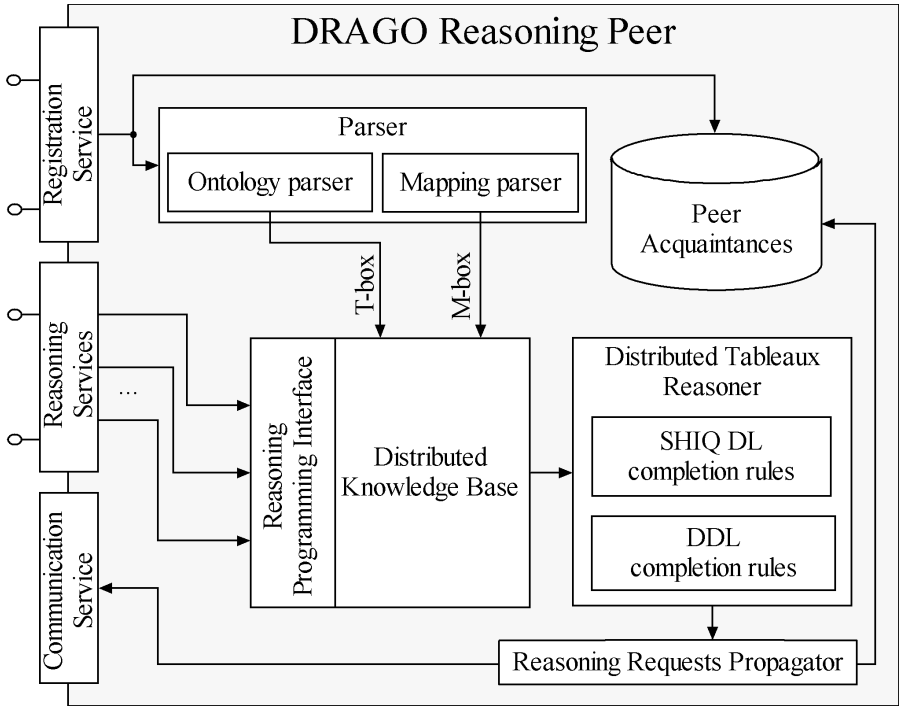 DRAGO Reasoning Peer
Registration
Service
Parser
Ontology parser
Mapping parser
Peer
Acquaintances
T-box
M-box
Reasoning
Services
...
Reasoning
Programming Interface
Distributed
Knowledge Base
Distributed Tableaux
Reasoner
SHIQ DL
completion rules
DDL
completion rules
Communication
Service
Reasoning Requests Propagator